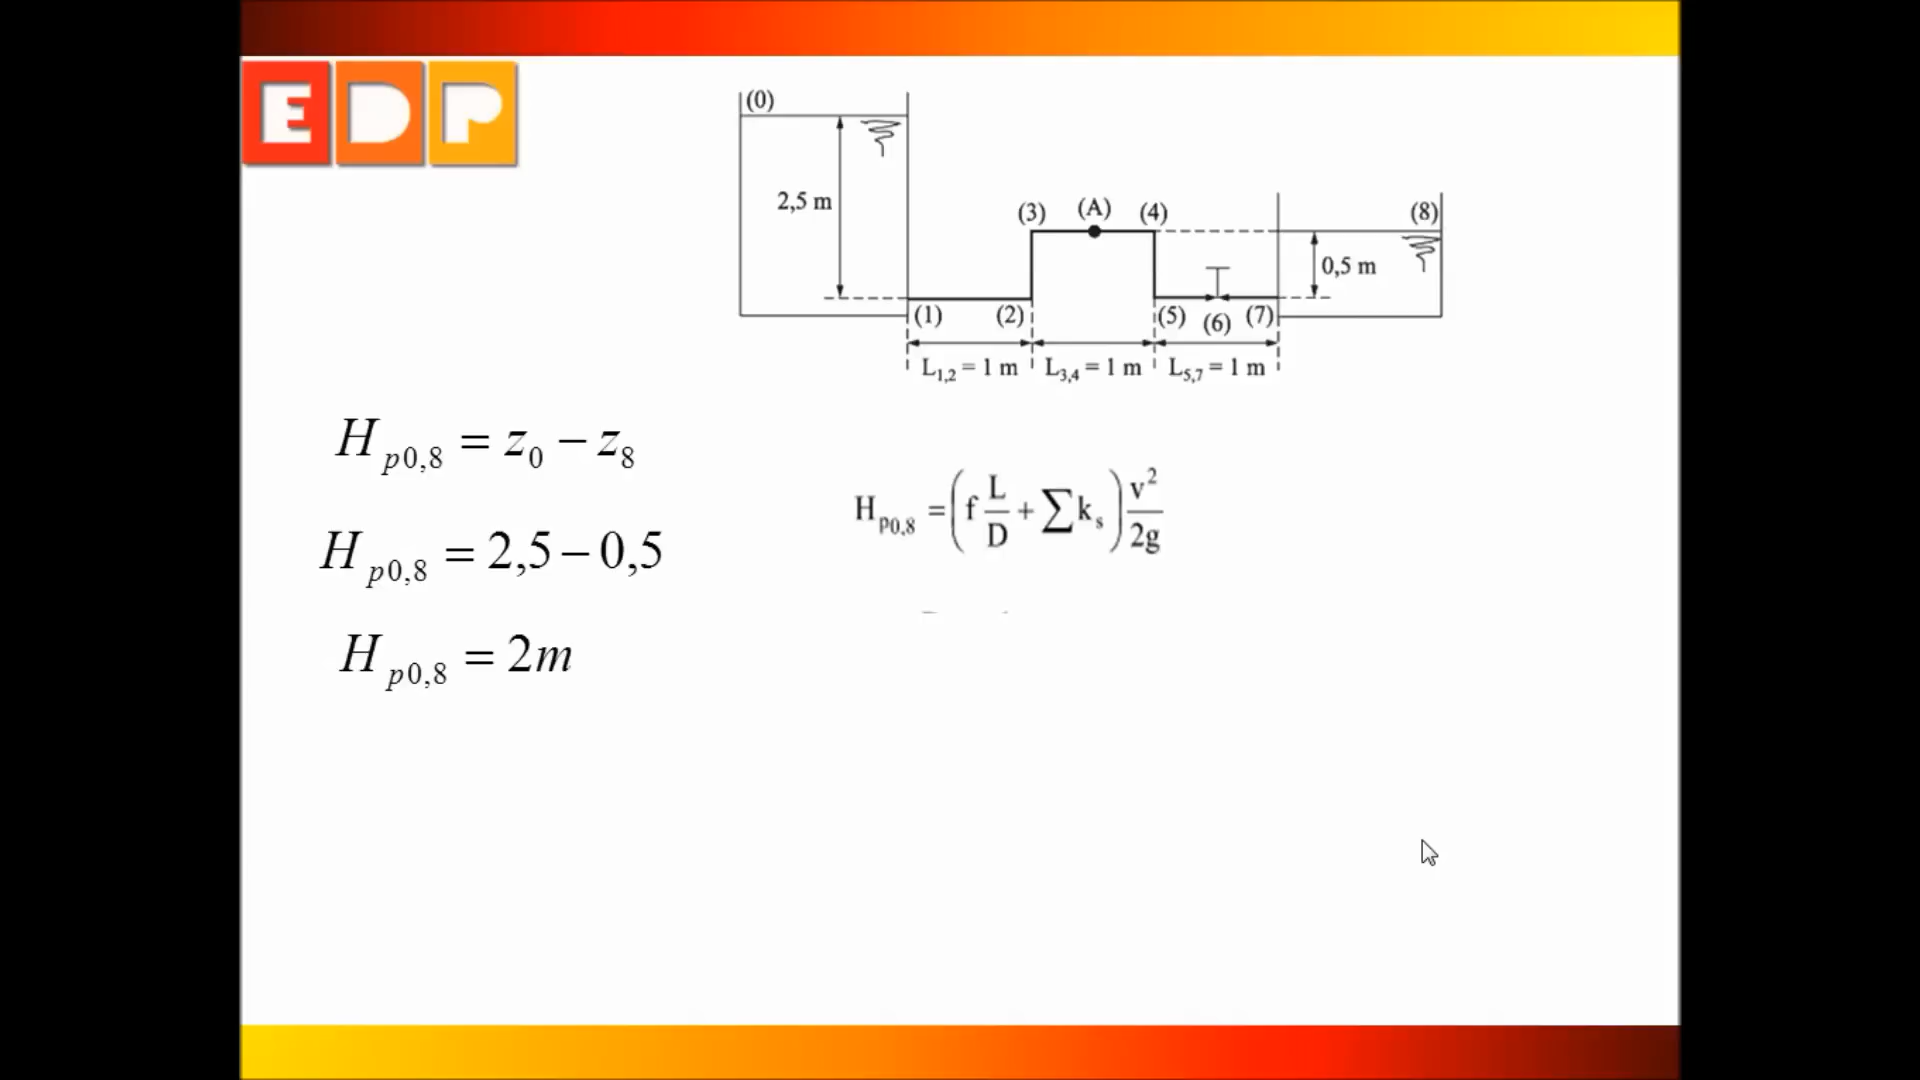 EDP
(0)
2,5 m
(3) (A) (4) (8)
0,5 m
(1) (2) (5) (6) (7)
L1,2 = 1 m L3,4 = 1 m L5,7 = 1 m
Hp0,8 = z0 − z8
Hp0,8 = (f L/D + ∑ks) v²/2g
Hp0,8 = 2,5 − 0,5
Hp0,8 = 2m